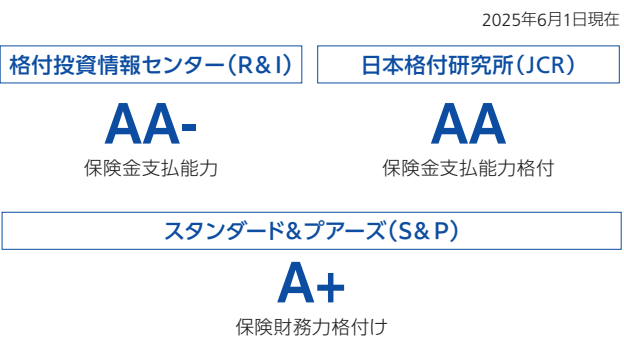 2025年6月1日現在
格付投資情報センター（R&I）
日本格付研究所（JCR）
AA-
AA
保険金支払能力
保険金支払能力格付
スタンダード&プアーズ（S&P）
A+
保険財務力格付け